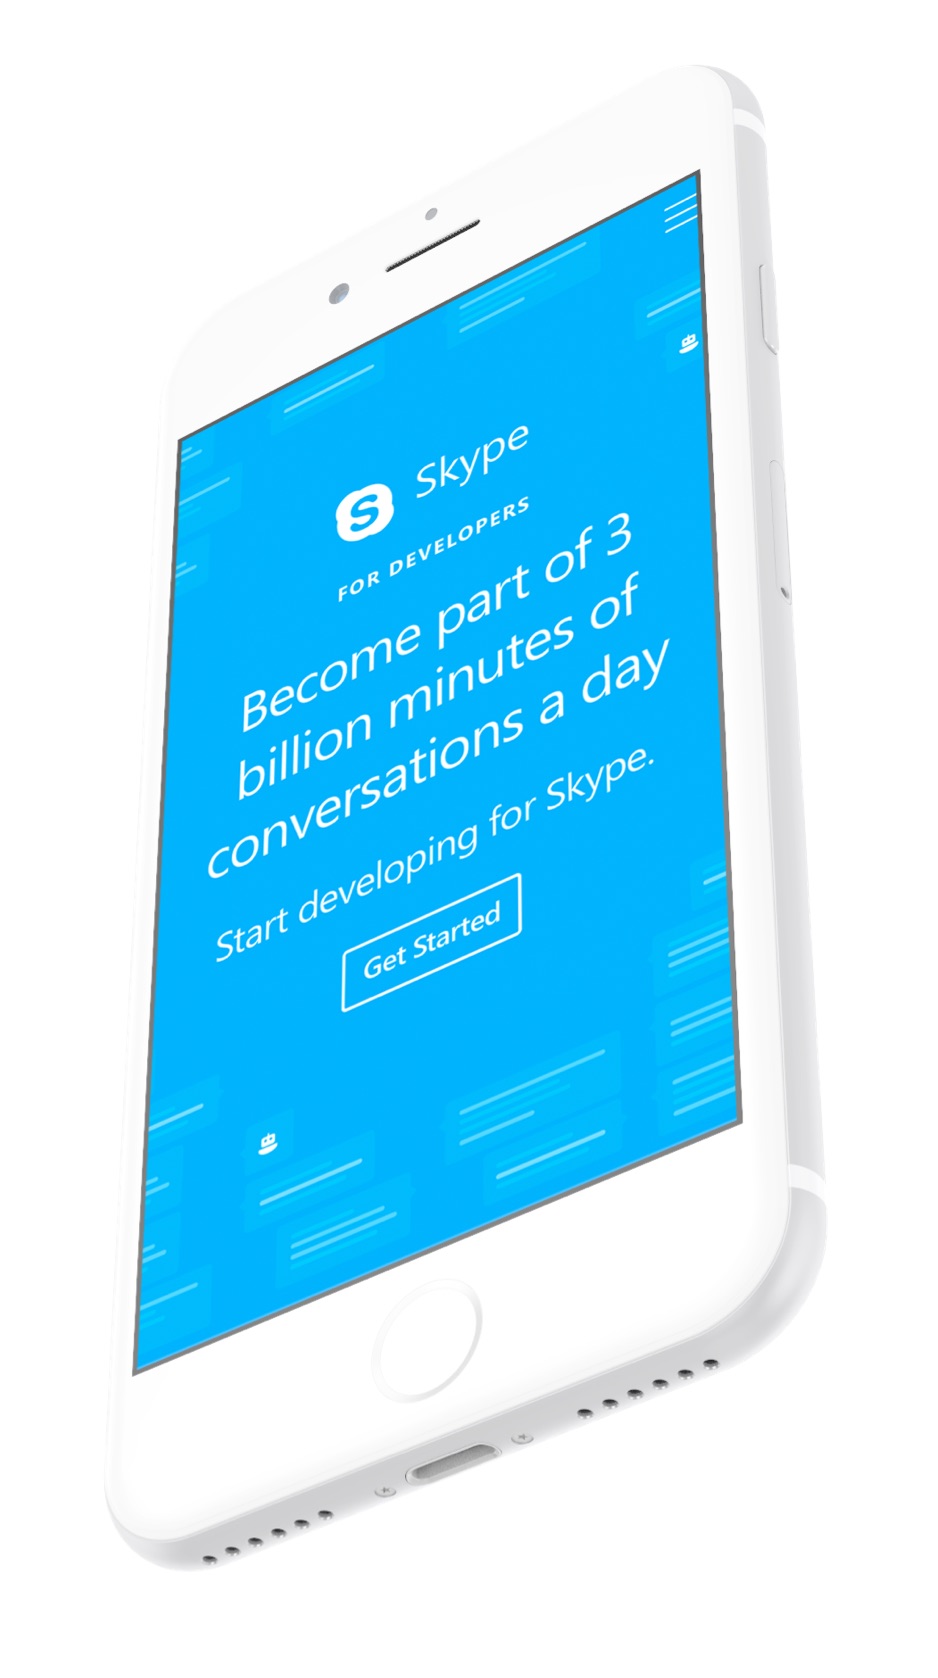 Skype
FOR DEVELOPERS
Become part of 3
billion minutes of
conversations a day
Start developing for Skype.
Get Started